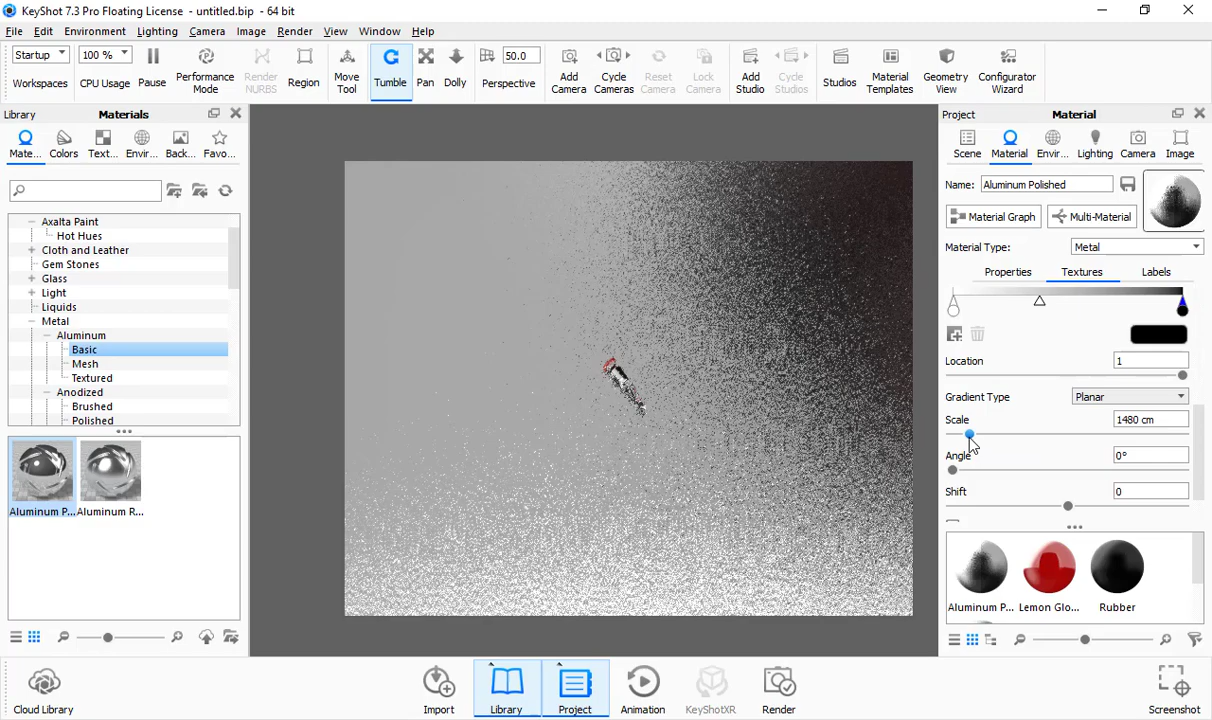 KeyShot 7.3 Pro Floating License - untitled.bip - 64 bit
File Edit Environment Lighting Camera Image Render View Window Help
Startup 100 % 50.0
Workspaces CPU Usage Pause Performance Mode Render NURBS Region Move Tool Tumble Pan Dolly Perspective Add Camera Cycle Cameras Reset Camera Lock Camera Add Studio Cycle Studios Studios Material Templates Geometry View Configurator Wizard
Library Materials
Mate... Colors Text... Envir... Back... Favo...
Axalta Paint
Hot Hues
Cloth and Leather
Gem Stones
Glass
Light
Liquids
Metal
Aluminum
Basic
Mesh
Textured
Anodized
Brushed
Polished
Aluminum P... Aluminum R...
Project Material
Scene Material Envir... Lighting Camera Image
Name: Aluminum Polished
Material Graph Multi-Material
Material Type: Metal
Properties Textures Labels
Location 1
Gradient Type Planar
Scale 1480 cm
Angle 0°
Shift 0
Aluminum P... Lemon Glo... Rubber
Cloud Library Import Library Project Animation KeyShotXR Render Screenshot